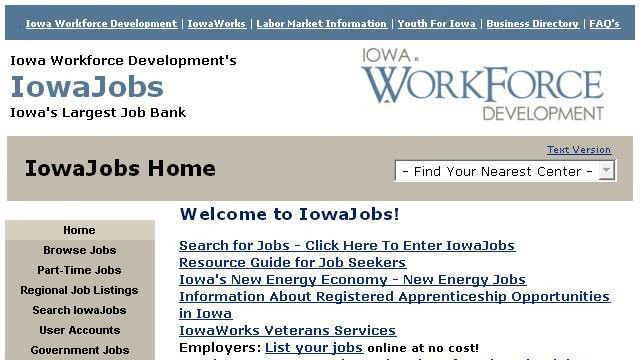 Iowa Workforce Development | IowaWorks | Labor Market Information | Youth For Iowa | Business Directory | FAQ's
Iowa Workforce Development's
IowaJobs
Iowa's Largest Job Bank
IOWA
WORKFORCE
DEVELOPMENT
Text Version
IowaJobs Home
- Find Your Nearest Center -
Home
Browse Jobs
Part-Time Jobs
Regional Job Listings
Search IowaJobs
User Accounts
Government Jobs
Welcome to IowaJobs!
Search for Jobs - Click Here To Enter IowaJobs
Resource Guide for Job Seekers
Iowa's New Energy Economy - New Energy Jobs
Information About Registered Apprenticeship Opportunities
in Iowa
IowaWorks Veterans Services
Employers: List your jobs online at no cost!